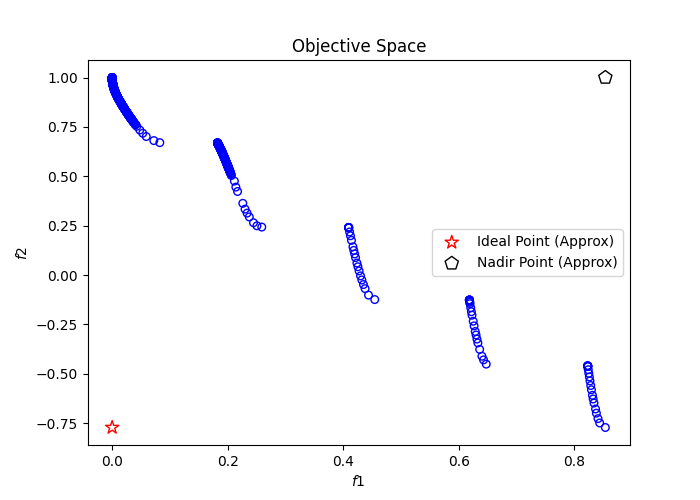 Objective Space
f2
1.00
0.75
0.50
0.25
0.00
−0.25
−0.50
−0.75
Ideal Point (Approx)
Nadir Point (Approx)
0.0 0.2 0.4 0.6 0.8
f1